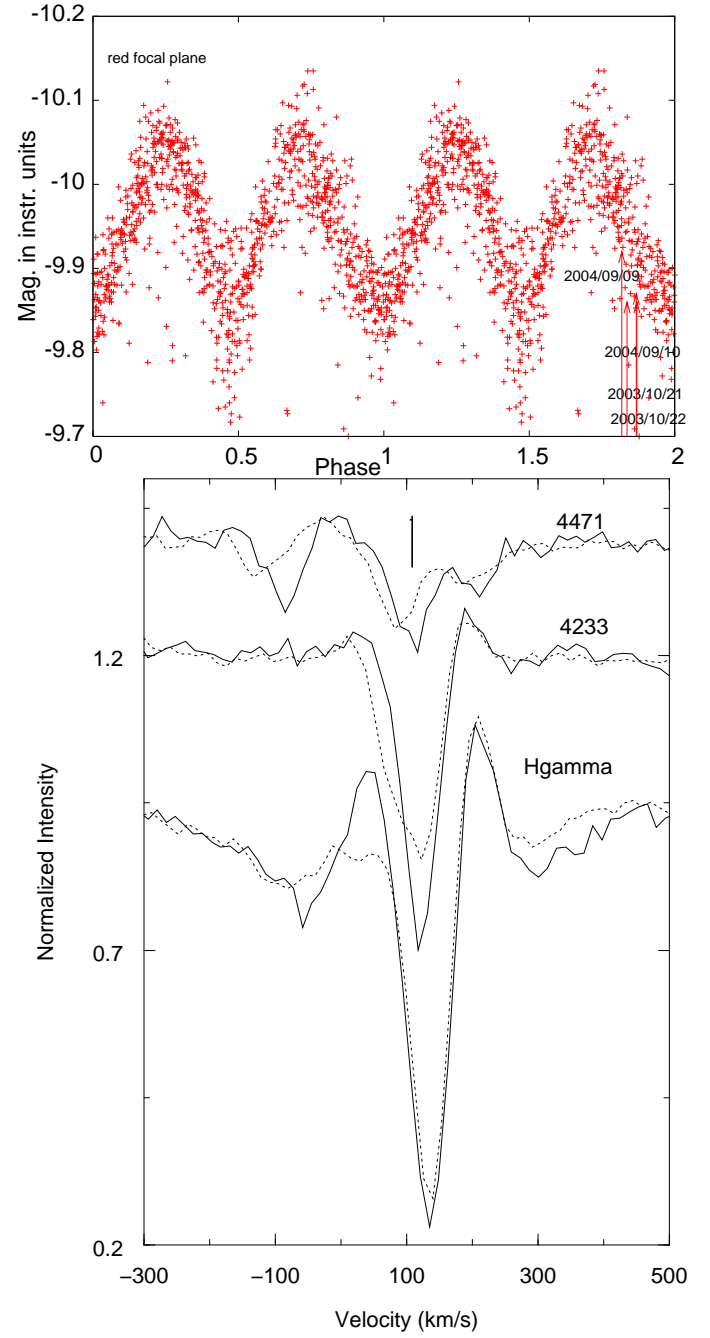 -10.2
red focal plane
-10.1
-10
-9.9
-9.8
-9.7
Mag. in instr. units
2004/09/09
2004/09/10
2003/10/21
2003/10/22
0 0.5 1 1.5 2
Phase
4471
4233
1.2
Hgamma
Normalized Intensity
0.7
0.2
−300 −100 100 300 500
Velocity (km/s)